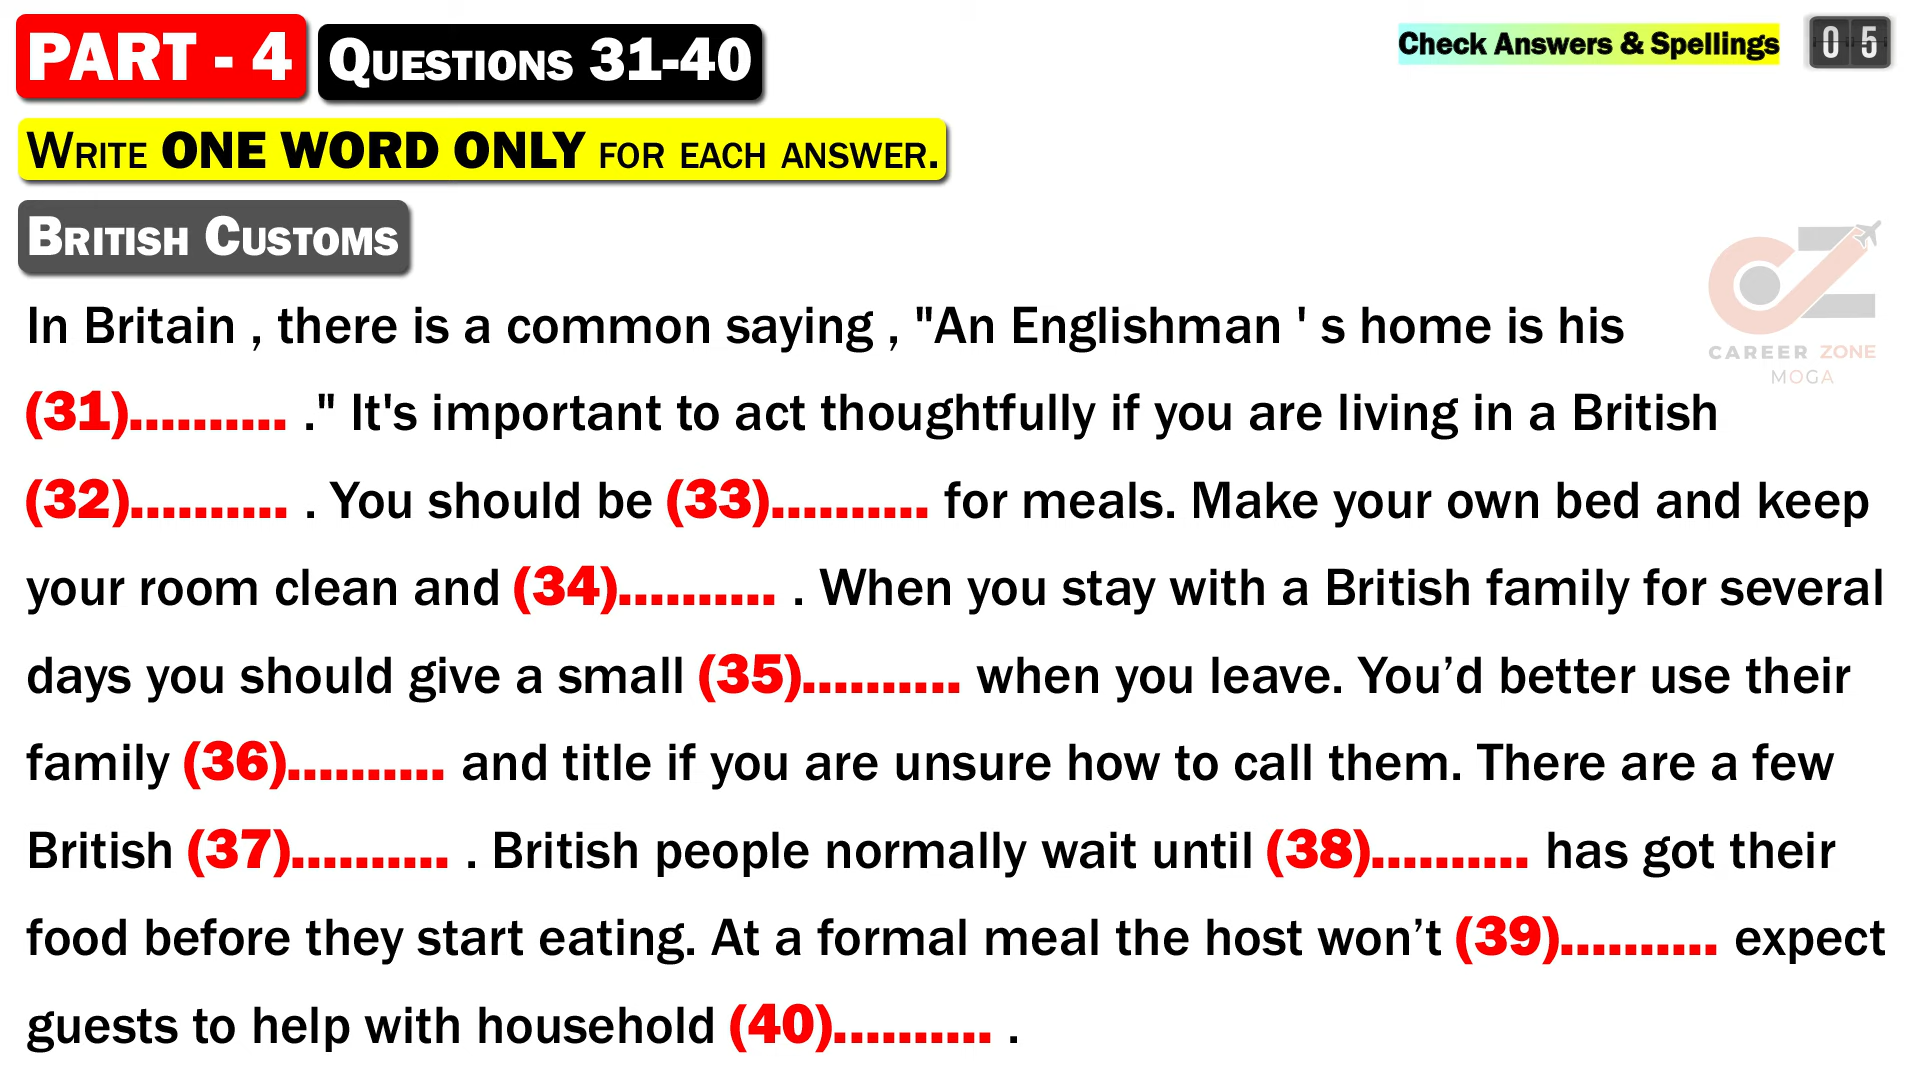 PART - 4 QUESTIONS 31-40 Check Answers & Spellings 05
WRITE ONE WORD ONLY FOR EACH ANSWER.
BRITISH CUSTOMS
In Britain , there is a common saying , "An Englishman ' s home is his
(31).......... ." It's important to act thoughtfully if you are living in a British
(32).......... . You should be (33).......... for meals. Make your own bed and keep
your room clean and (34).......... . When you stay with a British family for several
days you should give a small (35).......... when you leave. You’d better use their
family (36).......... and title if you are unsure how to call them. There are a few
British (37).......... . British people normally wait until (38).......... has got their
food before they start eating. At a formal meal the host won’t (39).......... expect
guests to help with household (40).......... .
CZ
CAREER ZONE
MOGA